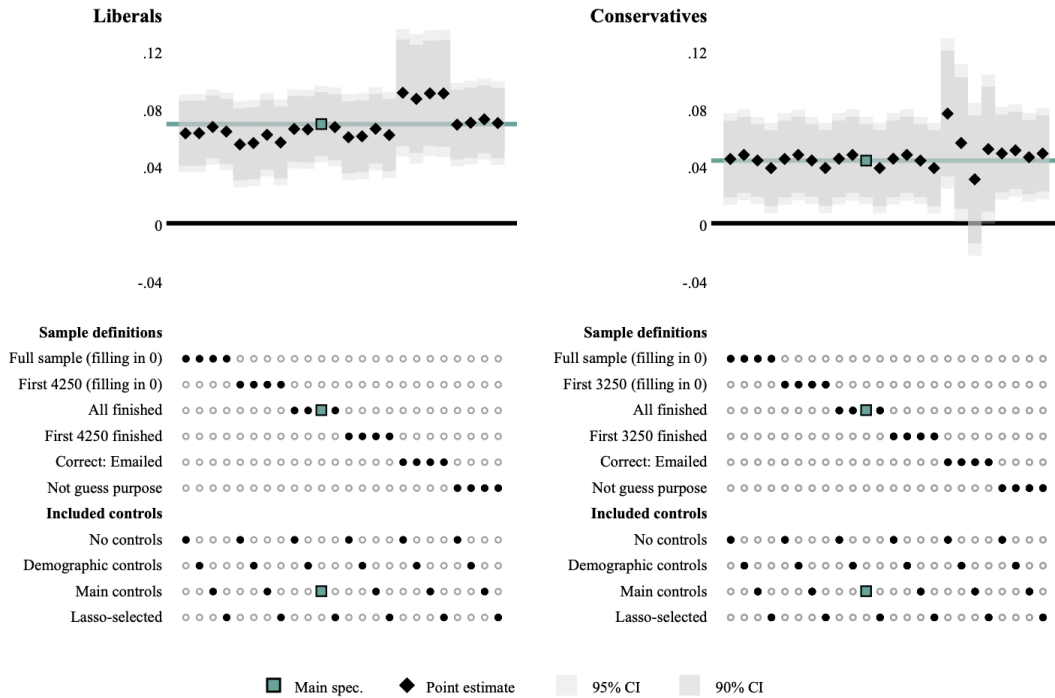 Liberals
.12
.08
.04
0
-.04
Sample definitions
Full sample (filling in 0)
First 4250 (filling in 0)
All finished
First 4250 finished
Correct: Emailed
Not guess purpose
Included controls
No controls
Demographic controls
Main controls
Lasso-selected
Conservatives
.12
.08
.04
0
-.04
Sample definitions
Full sample (filling in 0)
First 3250 (filling in 0)
All finished
First 3250 finished
Correct: Emailed
Not guess purpose
Included controls
No controls
Demographic controls
Main controls
Lasso-selected
Main spec. Point estimate 95% CI 90% CI